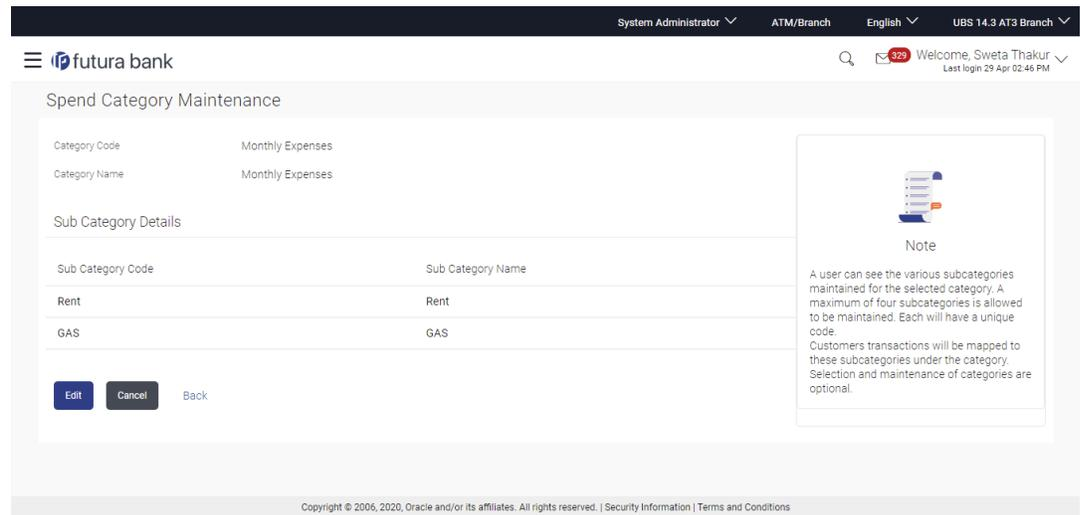 System Administrator ATM/Branch English UBS 14.3 AT3 Branch
futura bank 329 Welcome, Sweta Thakur
Last login 29 Apr 02:46 PM
Spend Category Maintenance
Category Code Monthly Expenses
Category Name Monthly Expenses
Sub Category Details
Sub Category Code Sub Category Name
Rent Rent
GAS GAS
Edit Cancel Back
Note
A user can see the various subcategories
maintained for the selected category. A
maximum of four subcategories is allowed
to be maintained. Each will have a unique
code.
Customers transactions will be mapped to
these subcategories under the category.
Selection and maintenance of categories are
optional.
Copyright © 2006, 2020, Oracle and/or its affiliates. All rights reserved. | Security Information | Terms and Conditions